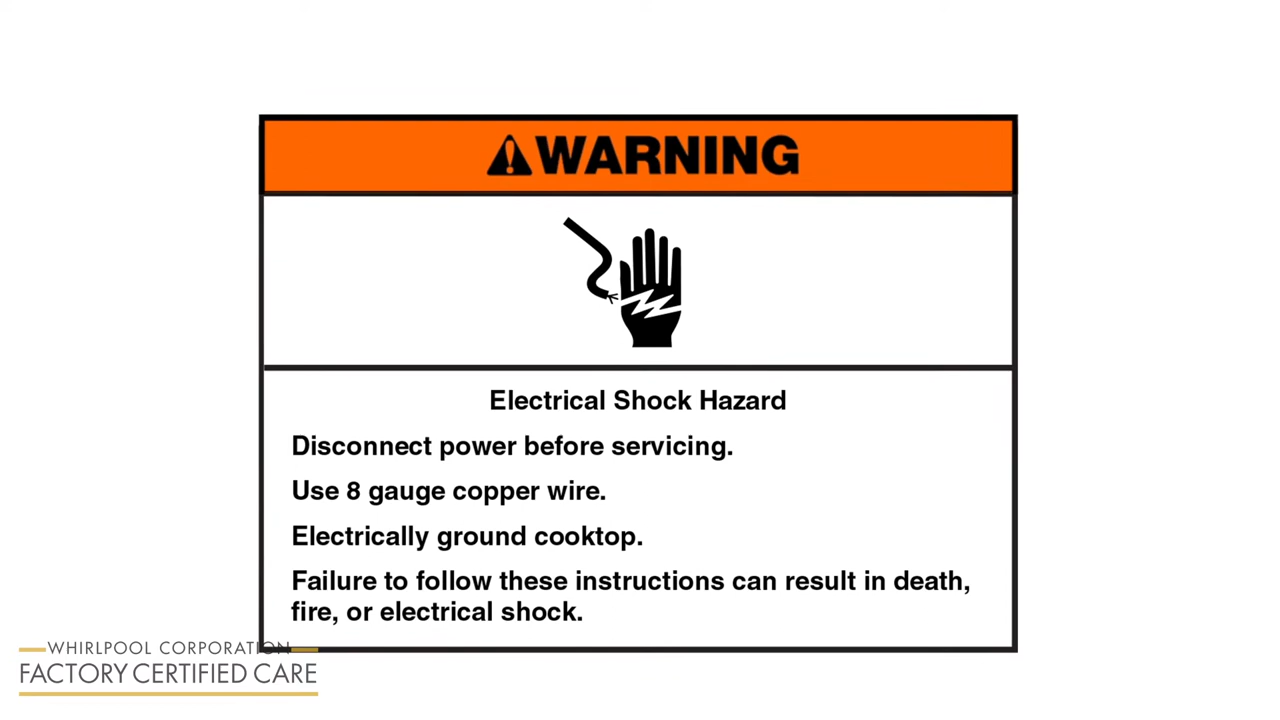 WARNING
Electrical Shock Hazard
Disconnect power before servicing.
Use 8 gauge copper wire.
Electrically ground cooktop.
Failure to follow these instructions can result in death,
fire, or electrical shock.
WHIRLPOOL CORPORATION
FACTORY CERTIFIED CARE